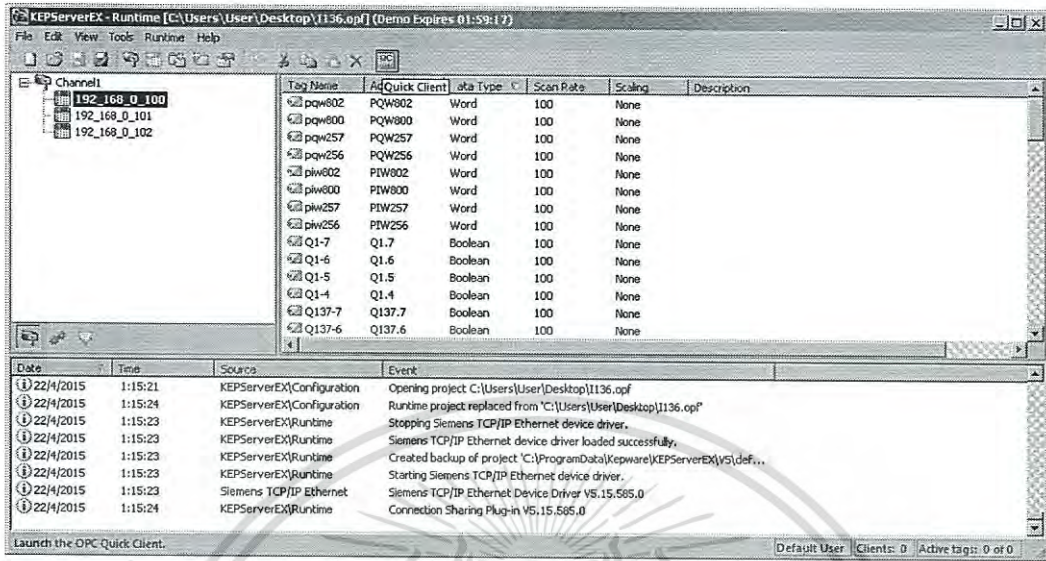 KEPServerEX - Runtime [C:\Users\User\Desktop\I136.opf] (Demo Expires 01:59:17)
File Edit View Tools Runtime Help
Channel1
192_168_0_100
192_168_0_101
192_168_0_102
Tag Name Ad Quick Client ata Type Scan Rate Scaling Description
pqw802 PQW802 Word 100 None
pqw800 PQW800 Word 100 None
pqw257 PQW257 Word 100 None
pqw256 PQW256 Word 100 None
piw802 PIW802 Word 100 None
piw800 PIW800 Word 100 None
piw257 PIW257 Word 100 None
piw256 PIW256 Word 100 None
Q1-7 Q1.7 Boolean 100 None
Q1-6 Q1.6 Boolean 100 None
Q1-5 Q1.5 Boolean 100 None
Q1-4 Q1.4 Boolean 100 None
Q137-7 Q137.7 Boolean 100 None
Q137-6 Q137.6 Boolean 100 None
Date Time Source Event
22/4/2015 1:15:21 KEPServerEX\Configuration Opening project C:\Users\User\Desktop\I136.opf
22/4/2015 1:15:24 KEPServerEX\Configuration Runtime project replaced from 'C:\Users\User\Desktop\I136.opf'
22/4/2015 1:15:23 KEPServerEX\Runtime Stopping Siemens TCP/IP Ethernet device driver.
22/4/2015 1:15:23 KEPServerEX\Runtime Siemens TCP/IP Ethernet device driver loaded successfully.
22/4/2015 1:15:23 KEPServerEX\Runtime Created backup of project 'C:\ProgramData\Kepware\KEPServerEX\V5\def...
22/4/2015 1:15:23 KEPServerEX\Runtime Starting Siemens TCP/IP Ethernet device driver.
22/4/2015 1:15:23 Siemens TCP/IP Ethernet Siemens TCP/IP Ethernet Device Driver V5.15.585.0
22/4/2015 1:15:24 KEPServerEX\Runtime Connection Sharing Plug-in V5.15.585.0
Launch the OPC Quick Client. Default User Clients: 0 Active tags: 0 of 0